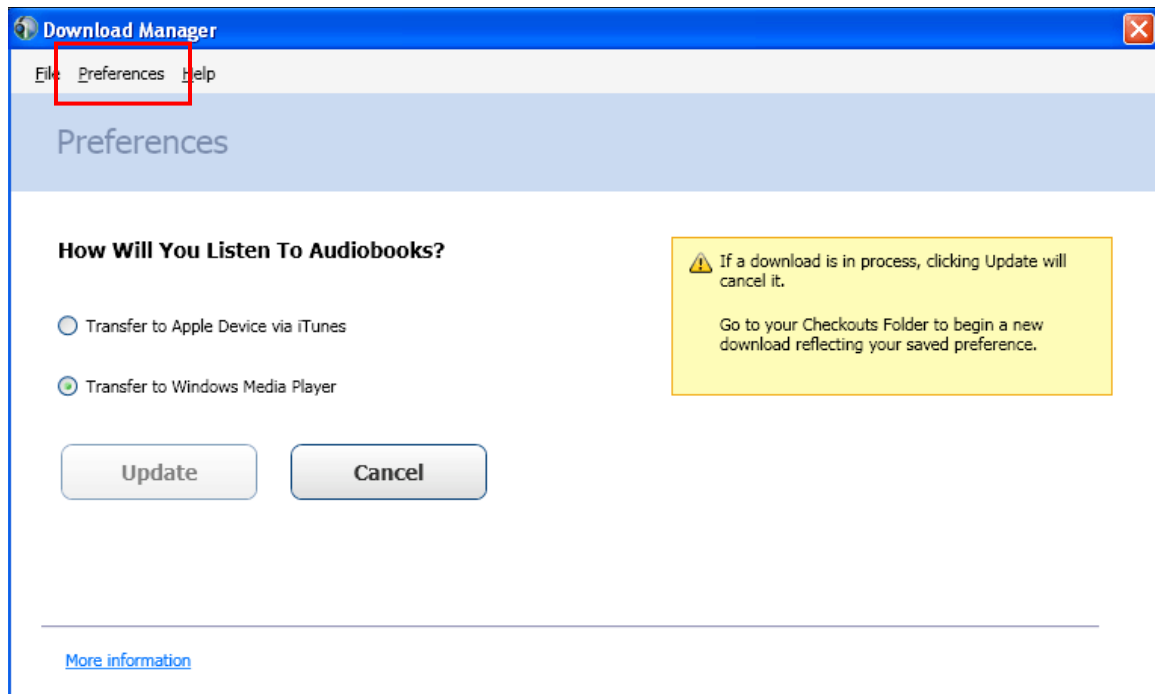 Download Manager
File Preferences Help
Preferences
How Will You Listen To Audiobooks?
Transfer to Apple Device via iTunes
Transfer to Windows Media Player
Update Cancel
If a download is in process, clicking Update will
cancel it.
Go to your Checkouts Folder to begin a new
download reflecting your saved preference.
More information